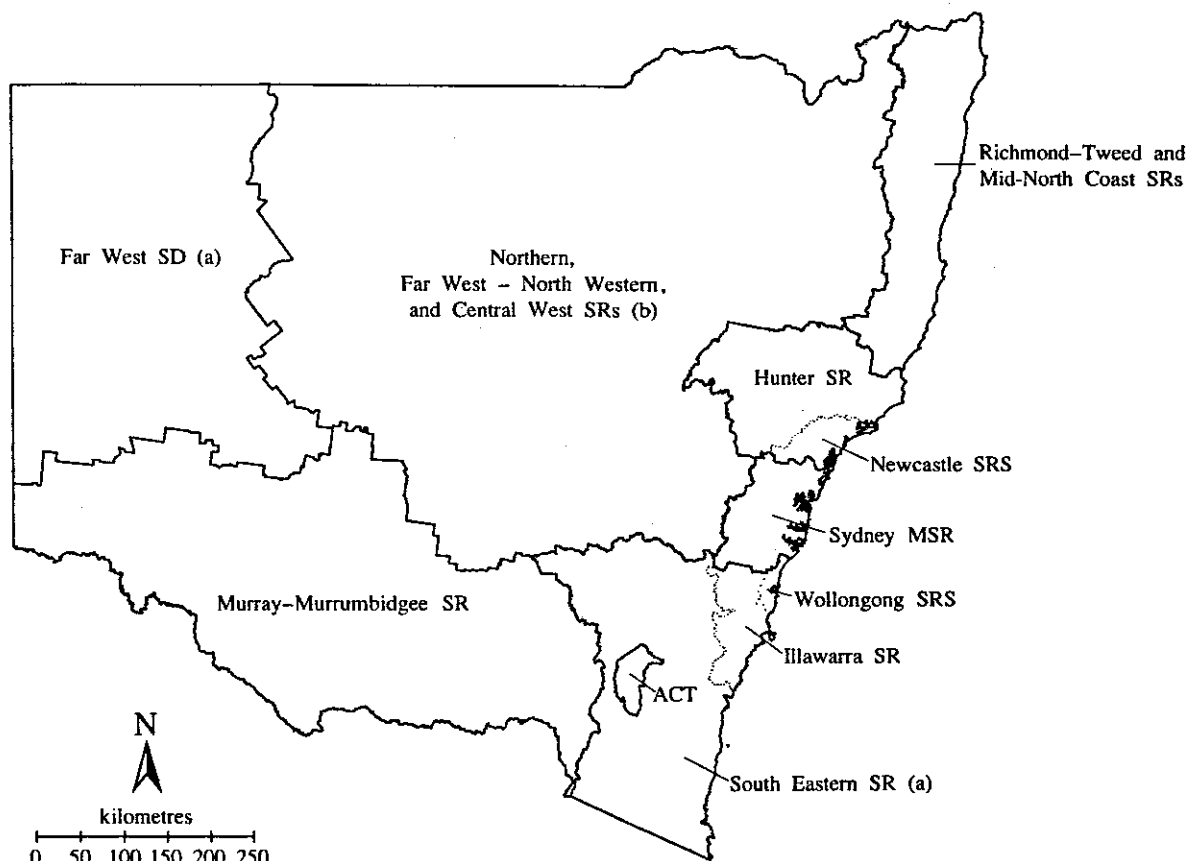 Richmond–Tweed and
Mid-North Coast SRs
Far West SD (a)
Northern,
Far West – North Western,
and Central West SRs (b)
Hunter SR
Newcastle SRS
Sydney MSR
Wollongong SRS
Murray–Murrumbidgee SR
Illawarra SR
ACT
South Eastern SR (a)
N
kilometres
0 50 100 150 200 250